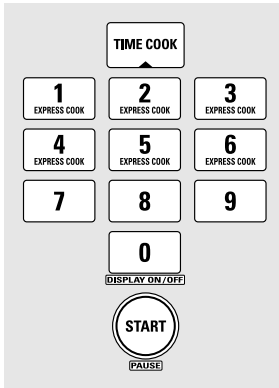 TIME COOK
1 2 3
EXPRESS COOK EXPRESS COOK EXPRESS COOK
4 5 6
EXPRESS COOK EXPRESS COOK EXPRESS COOK
7 8 9
0
DISPLAY ON/OFF
START
PAUSE